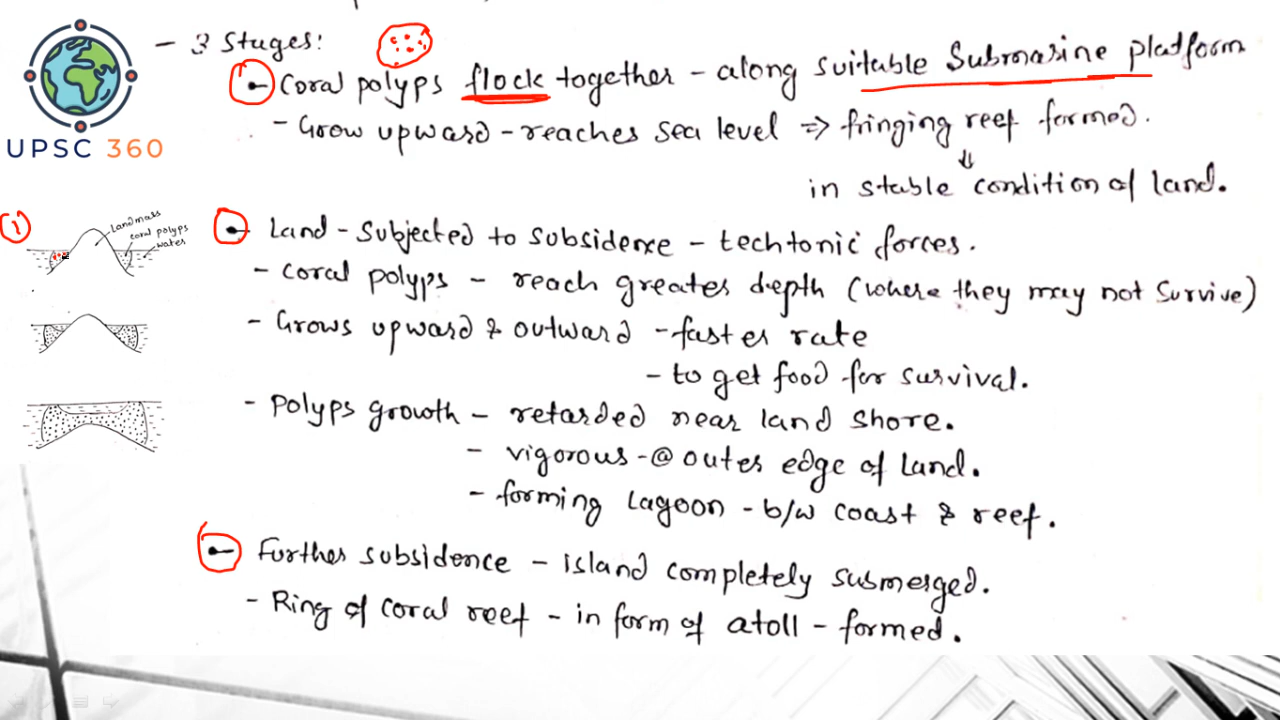 UPSC 360
- 3 Stages:
Coral polyps flock together - along suitable Submarine platform
- Grow upward - reaches sea level => fringing reef formed.
in stable condition of land.
1
Landmass
coral polyps
water
Land - Subjected to subsidence - techtonic forces.
- Coral polyps - reach greater depth (where they may not survive)
- Grows upward & outward - faster rate
- to get food for survival.
- Polyps growth - retarded near land shore.
- vigorous - @ outer edge of Land.
- forming Lagoon - b/w coast & reef.
Further subsidence - island completely submerged.
- Ring of coral reef - in form of atoll - formed.